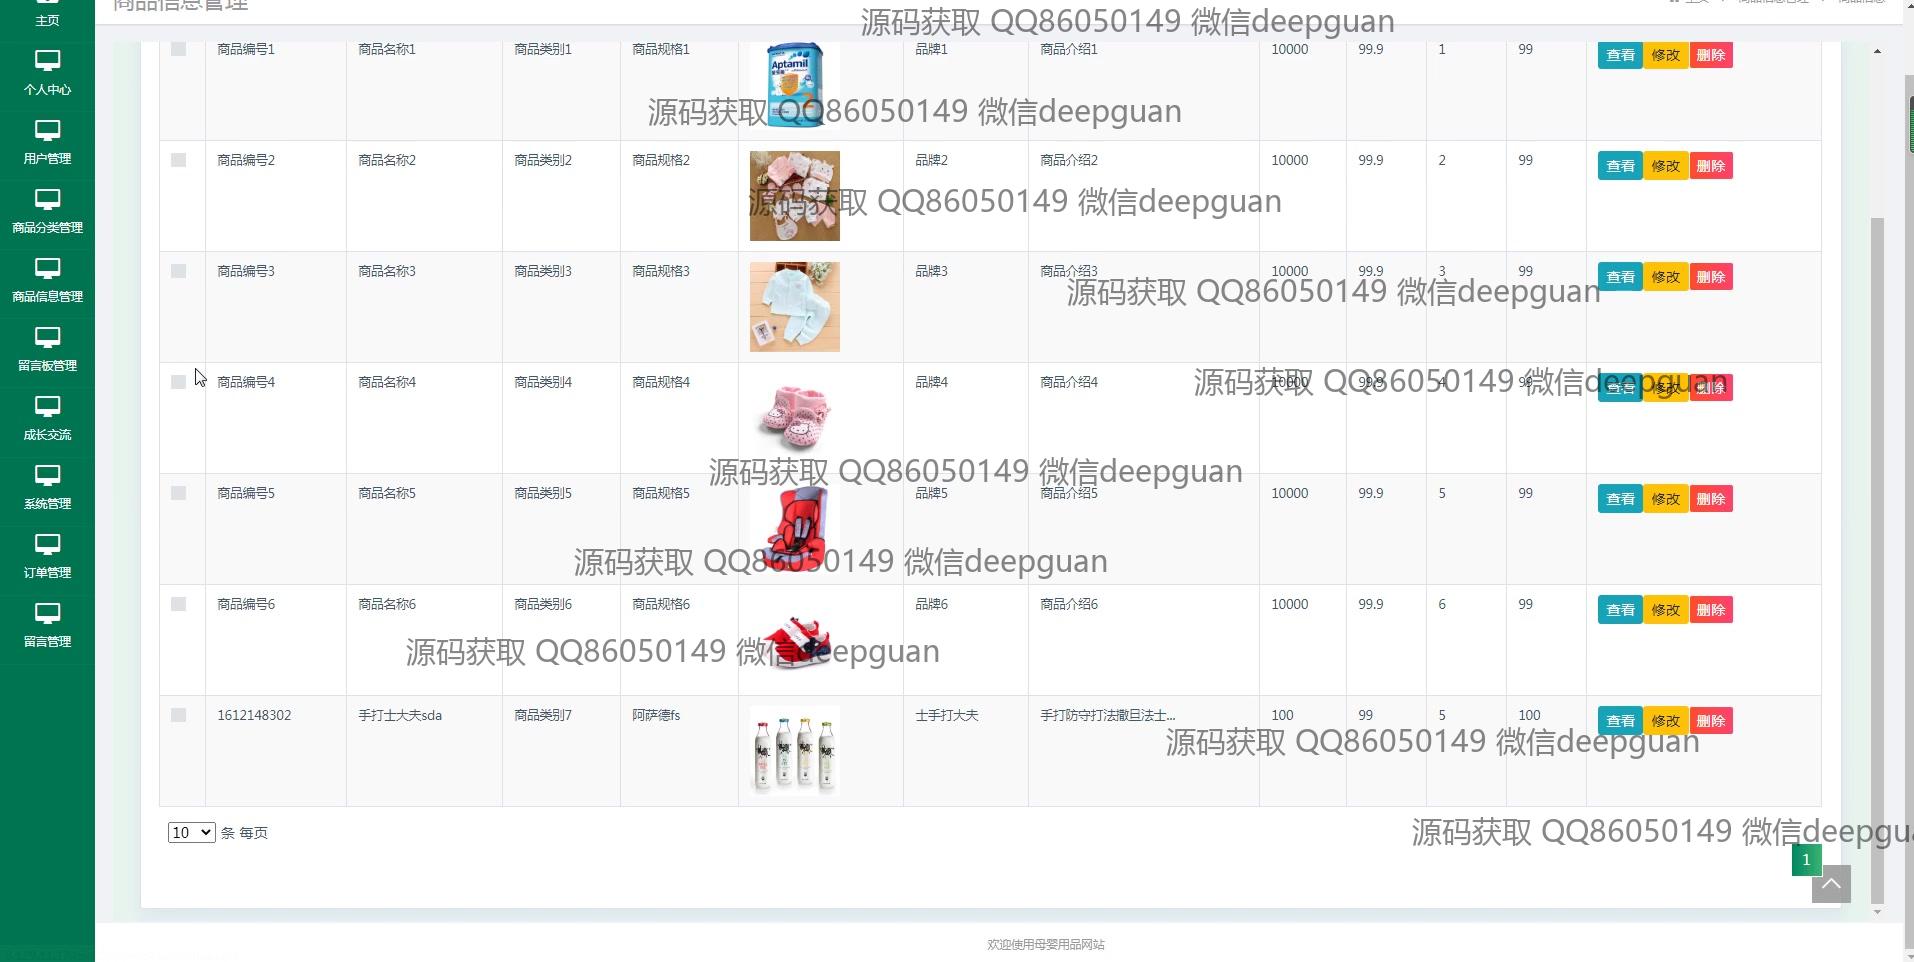 商品信息管理
主页
源码获取 QQ86050149 微信deepguan
商品编号1 商品名称1 商品类别1 商品规格1 Aptamil 品牌1 商品介绍1 10000 99.9 1 99 查看 修改 删除
个人中心
源码获取 QQ86050149 微信deepguan
用户管理
商品编号2 商品名称2 商品类别2 商品规格2 品牌2 商品介绍2 10000 99.9 2 99 查看 修改 删除
源码获取 QQ86050149 微信deepguan
商品分类管理
商品编号3 商品名称3 商品类别3 商品规格3 品牌3 商品介绍3 10000 99.9 3 99 查看 修改 删除
商品信息管理
源码获取 QQ86050149 微信deepguan
留言板管理
商品编号4 商品名称4 商品类别4 商品规格4 品牌4 商品介绍4 10000 99.9 4 99 查看 修改 删除
源码获取 QQ86050149 微信deepguan
成长交流
源码获取 QQ86050149 微信deepguan
商品编号5 商品名称5 商品类别5 商品规格5 品牌5 商品介绍5 10000 99.9 5 99 查看 修改 删除
系统管理
源码获取 QQ86050149 微信deepguan
订单管理
商品编号6 商品名称6 商品类别6 商品规格6 品牌6 商品介绍6 10000 99.9 6 99 查看 修改 删除
留言管理
源码获取 QQ86050149 微信deepguan
1612148302 手打士大夫sda 商品类别7 阿萨德fs 士手打大夫 手打防守打法撒旦法士... 100 99 5 100 查看 修改 删除
源码获取 QQ86050149 微信deepguan
10 条 每页
源码获取 QQ86050149 微信deepgu
1
欢迎使用母婴用品网站